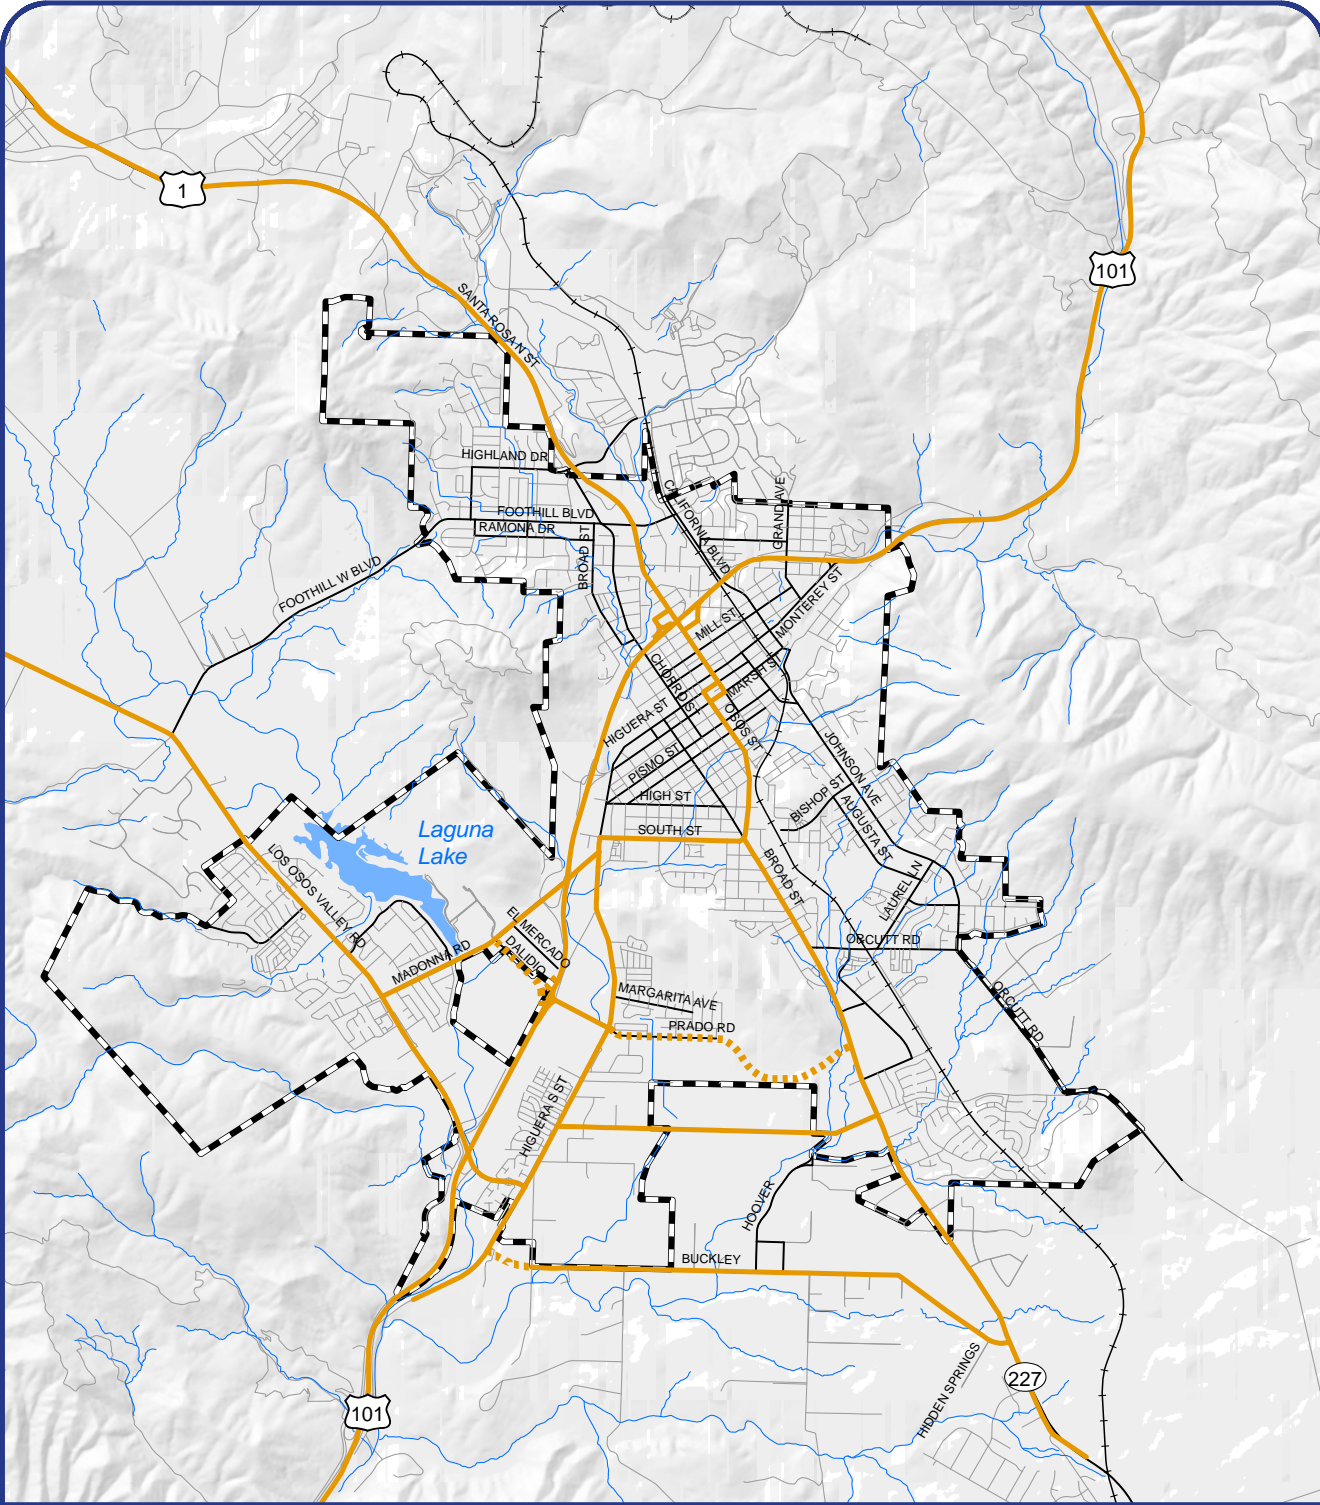 1
101
SANTA ROSA N ST
HIGHLAND DR
FOOTHILL BLVD
RAMONA DR
CALIFORNIA BLVD
GRAND AVE
BROAD ST
FOOTHILL W BLVD
MILL ST
MONTEREY ST
CHORRO ST
MARSH ST
OSOS ST
HIGUERA ST
PISMO ST
JOHNSON AVE
HIGH ST
BISHOP ST
AUGUSTA ST
SOUTH ST
Laguna
Lake
LOS OSOS VALLEY RD
BROAD ST
LAUREL LN
EL MERCADO
DALIDIO
MADONNA RD
ORCUTT RD
MARGARITA AVE
ORCUTT RD
PRADO RD
HIGUERA S ST
HOOVER
BUCKLEY
HIDDEN SPRINGS
227
101